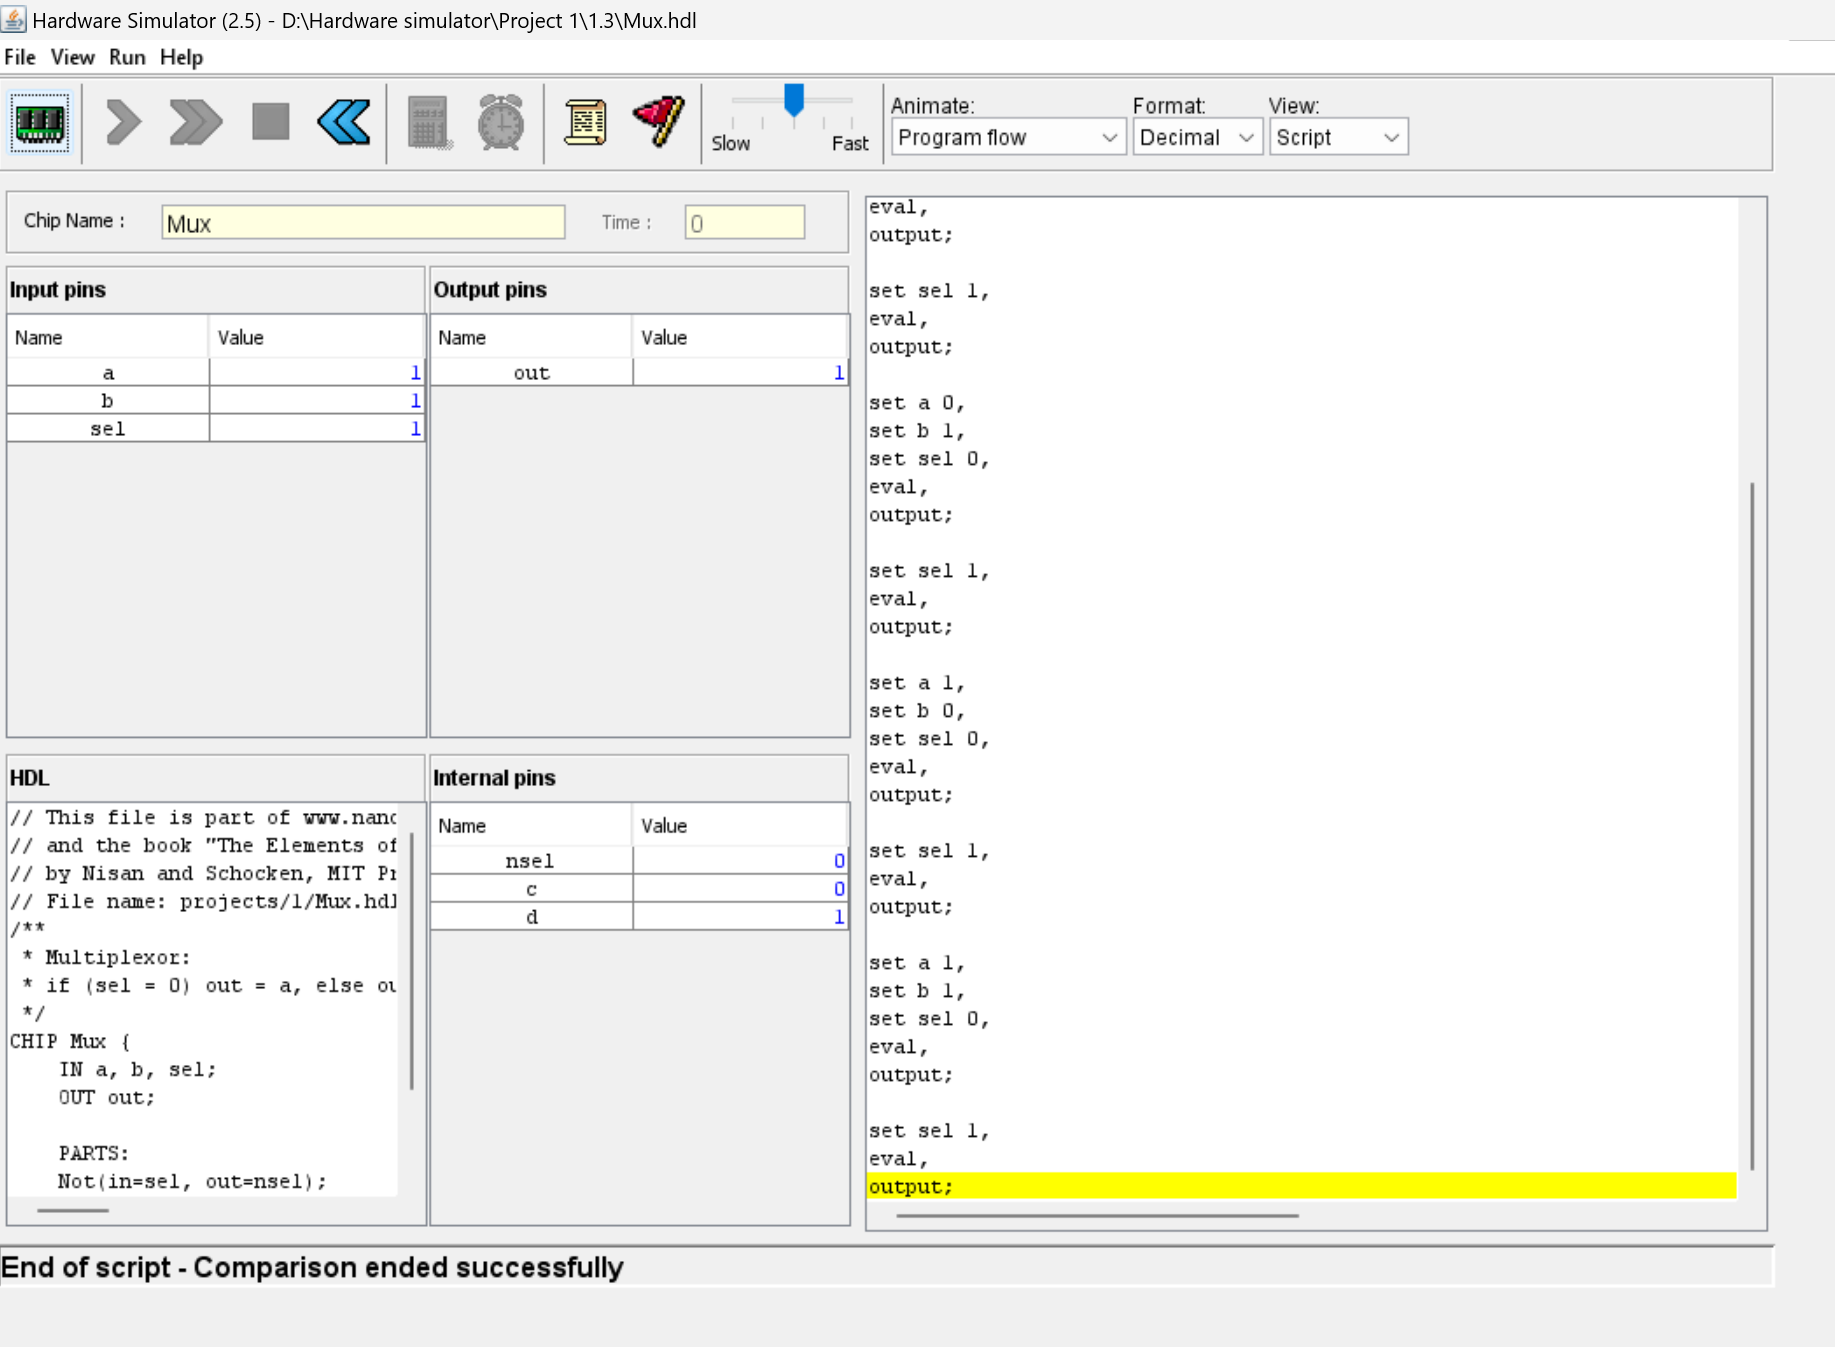 Hardware Simulator (2.5) - D:\Hardware simulator\Project 1\1.3\Mux.hdl
File View Run Help
Animate: Format: View:
Slow Fast Program flow Decimal Script
Chip Name : Mux Time : 0
Input pins
Name Value
a 1
b 1
sel 1
Output pins
Name Value
out 1
HDL
// This file is part of www.nand
// and the book "The Elements of
// by Nisan and Schocken, MIT Pr
// File name: projects/1/Mux.hdl
/**
* Multiplexor:
* if (sel = 0) out = a, else ou
*/
CHIP Mux {
IN a, b, sel;
OUT out;
PARTS:
Not(in=sel, out=nsel);
Internal pins
Name Value
nsel 0
c 0
d 1
eval,
output;
set sel 1,
eval,
output;
set a 0,
set b 1,
set sel 0,
eval,
output;
set sel 1,
eval,
output;
set a 1,
set b 0,
set sel 0,
eval,
output;
set sel 1,
eval,
output;
set a 1,
set b 1,
set sel 0,
eval,
output;
set sel 1,
eval,
output;
End of script - Comparison ended successfully